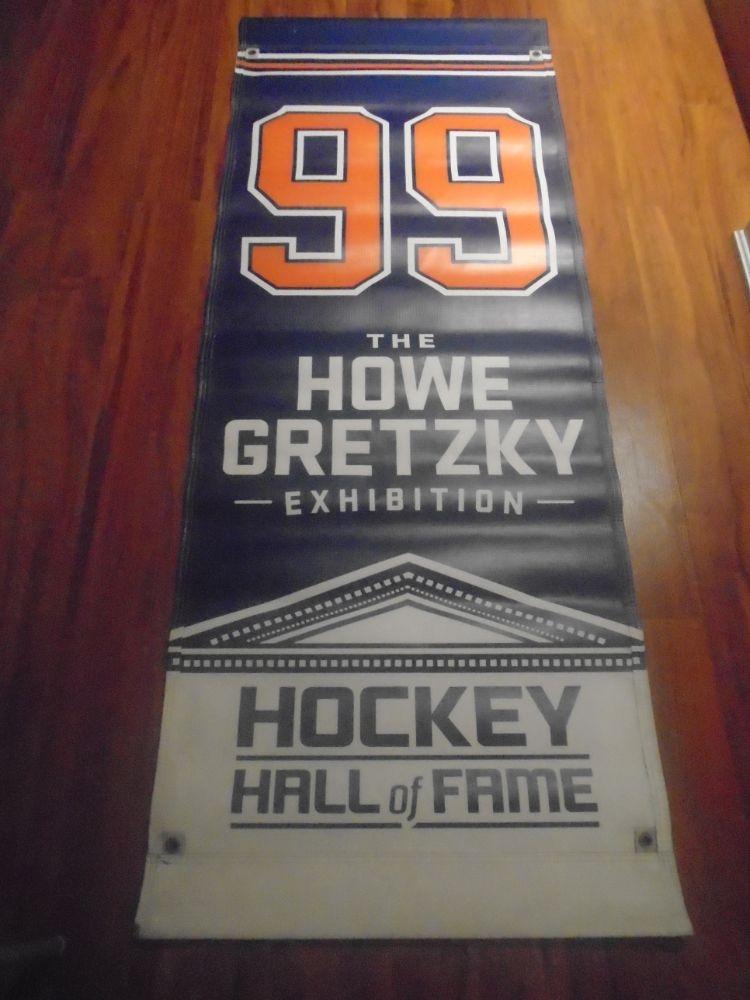 99
THE
HOWE
GRETZKY
EXHIBITION
HOCKEY
HALL of FAME